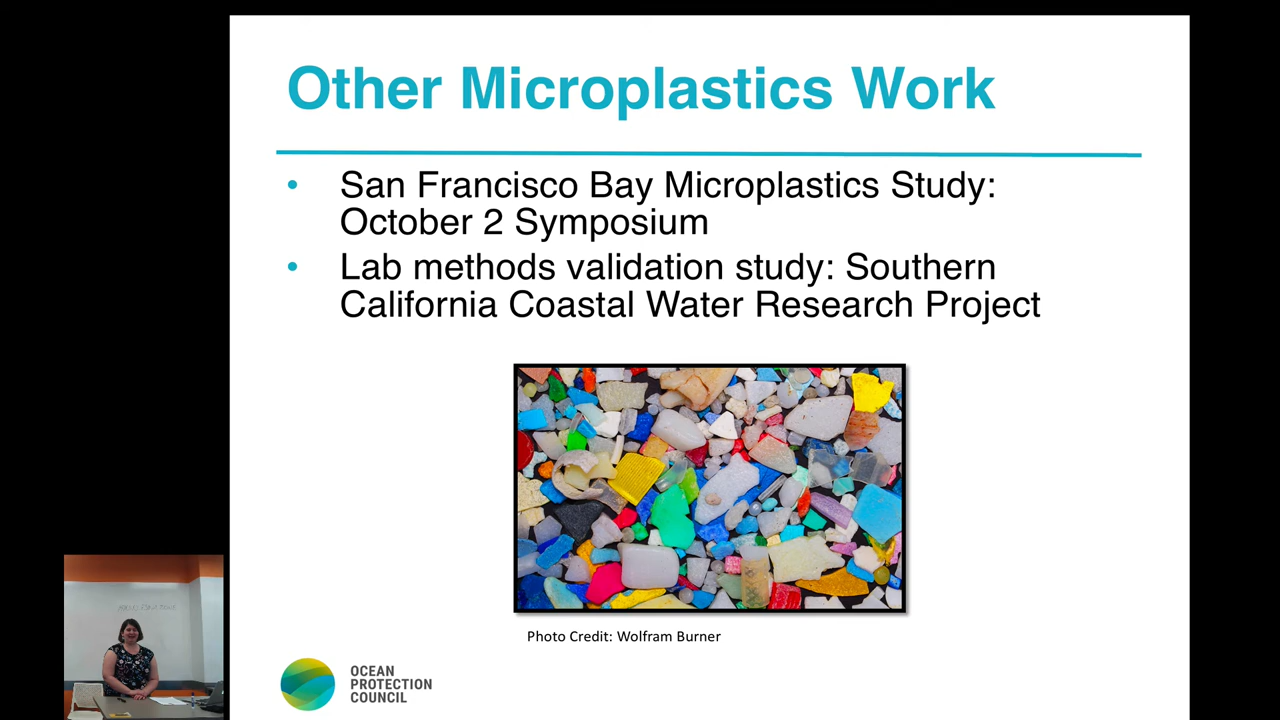 Other Microplastics Work
• San Francisco Bay Microplastics Study:
October 2 Symposium
• Lab methods validation study: Southern
California Coastal Water Research Project
Photo Credit: Wolfram Burner
OCEAN
PROTECTION
COUNCIL